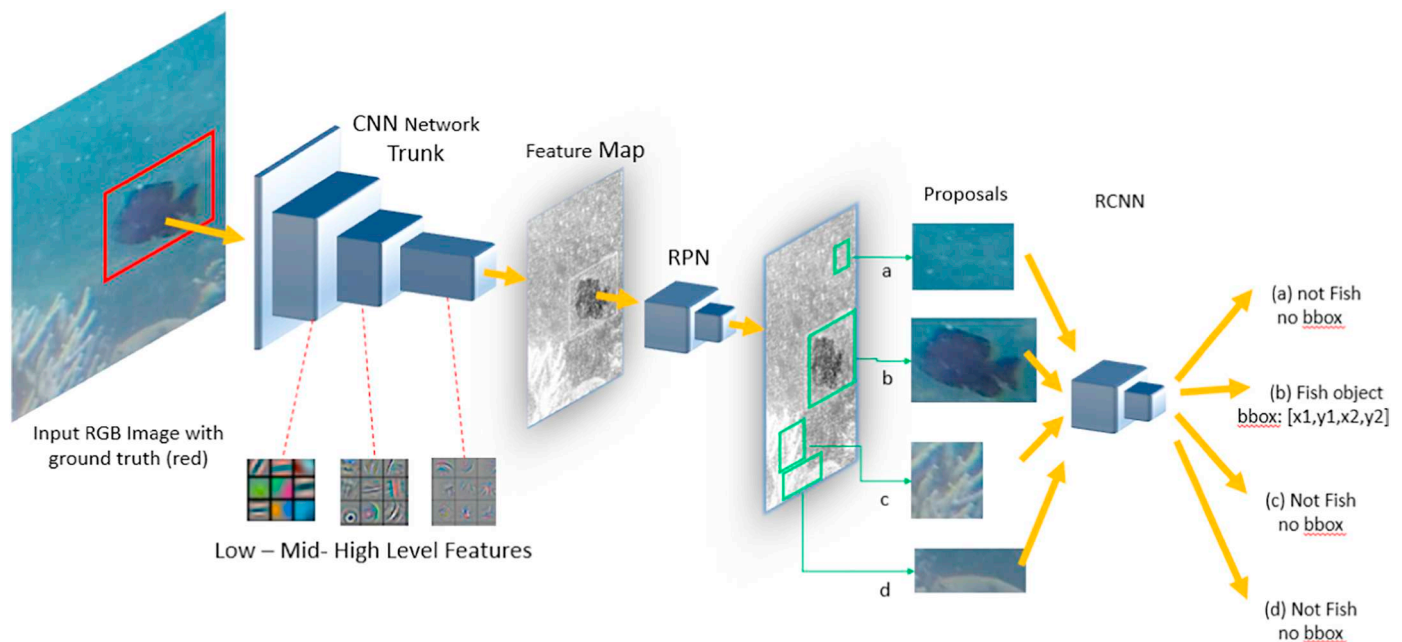 CNN Network
Trunk
Feature Map
RPN
Proposals
RCNN
a
b
c
d
Input RGB Image with
ground truth (red)
Low – Mid- High Level Features
(a) not Fish
no bbox
(b) Fish object
bbox: [x1,y1,x2,y2]
(c) Not Fish
no bbox
(d) Not Fish
no bbox